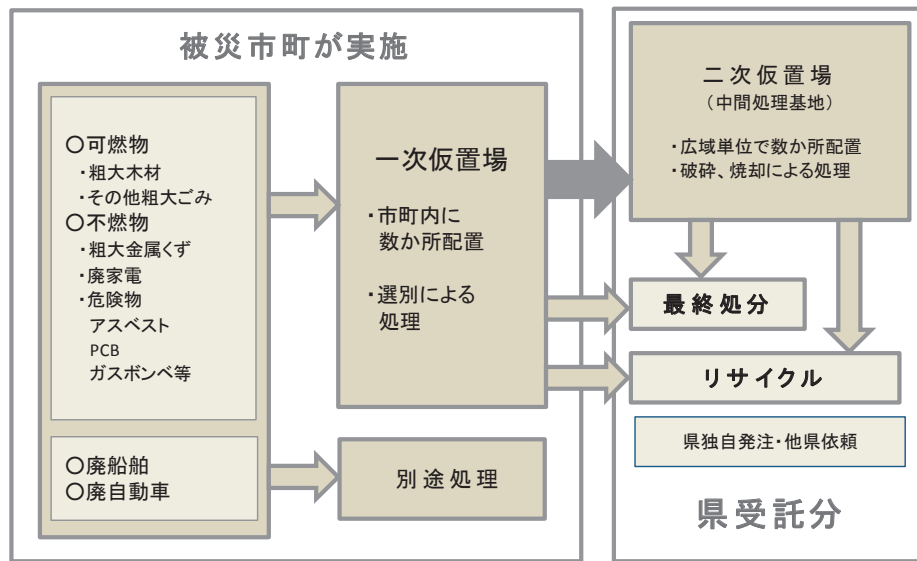 被災市町が実施
〇可燃物
・粗大木材
・その他粗大ごみ
〇不燃物
・粗大金属くず
・廃家電
・危険物
アスベスト
PCB
ガスボンベ等
〇廃船舶
〇廃自動車
一次仮置場
・市町内に
数か所配置
・選別による
処理
別途処理
二次仮置場
（中間処理基地）
・広域単位で数か所配置
・破砕、焼却による処理
最終処分
リサイクル
県独自発注・他県依頼
県受託分